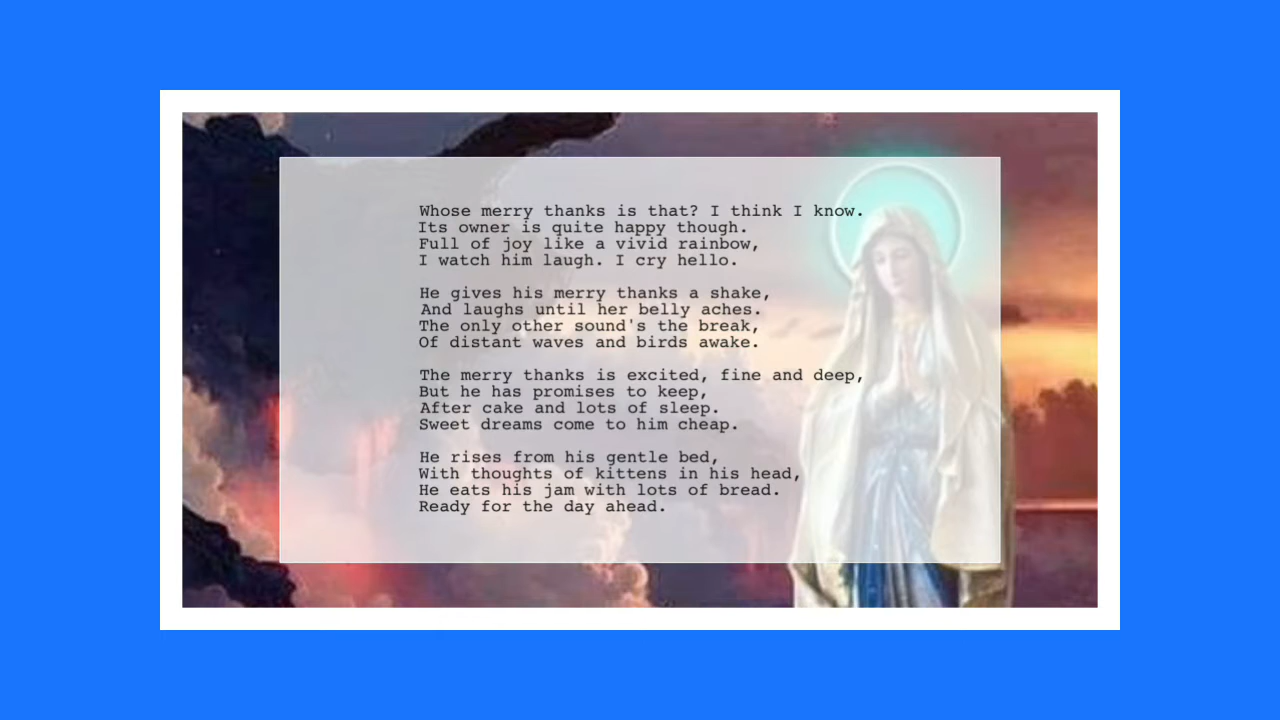 Whose merry thanks is that? I think I know.
Its owner is quite happy though.
Full of joy like a vivid rainbow,
I watch him laugh. I cry hello.
He gives his merry thanks a shake,
And laughs until her belly aches.
The only other sound's the break,
Of distant waves and birds awake.
The merry thanks is excited, fine and deep,
But he has promises to keep,
After cake and lots of sleep.
Sweet dreams come to him cheap.
He rises from his gentle bed,
With thoughts of kittens in his head,
He eats his jam with lots of bread.
Ready for the day ahead.